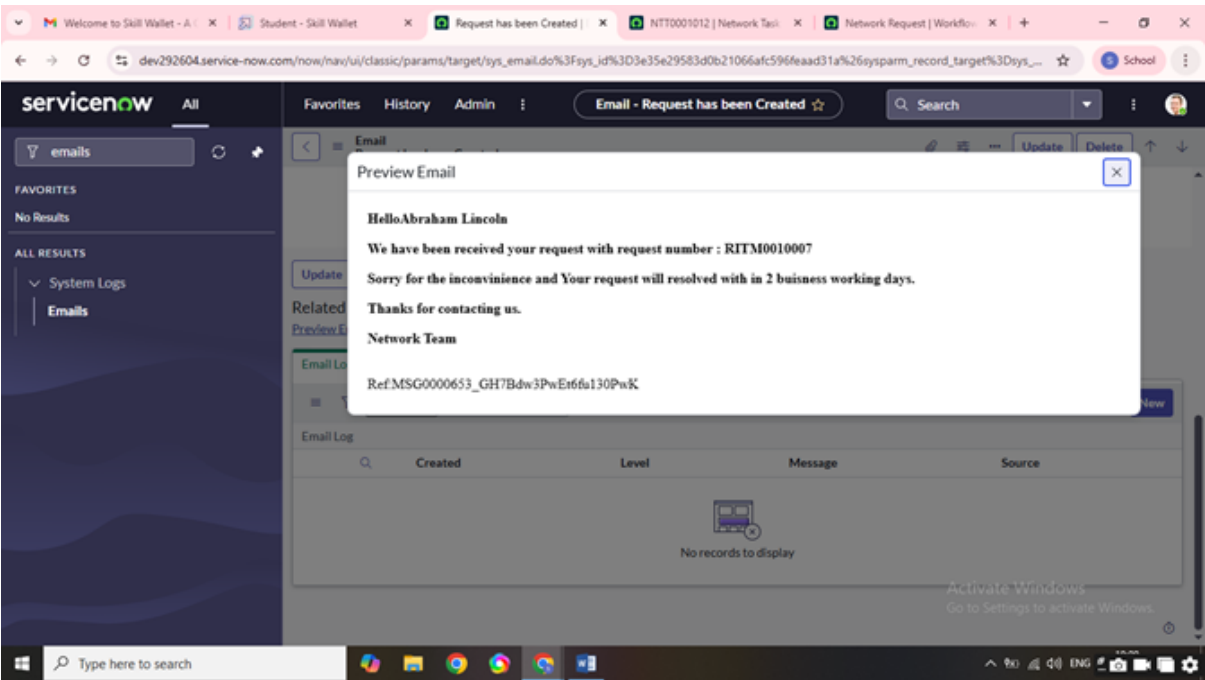 Welcome to Skill Wallet - A (
Student - Skill Wallet
Request has been Created |
NTT0001012 | Network Task
Network Request | Workflow
dev292604.service-now.com/now/nav/ui/classic/params/target/sys_email.do%3Fsys_id%3D3e35e29583d0b21066afc596feaad31a%26sysparm_record_target%3Dsys_...
S School
servicenow All Favorites History Admin Email - Request has been Created Search
emails
Email
Update Delete
FAVORITES
No Results
ALL RESULTS
System Logs
Emails
Preview Email
HelloAbraham Lincoln
We have been received your request with request number : RITM0010007
Sorry for the inconvinience and Your request will resolved with in 2 buisness working days.
Thanks for contacting us.
Network Team
Ref:MSG0000653_GH7Bdw3PwEt6fu130PwK
Update
Related
Preview E
Email Lo
New
Email Log
Created Level Message Source
No records to display
Activate Windows
Go to Settings to activate Windows.
Type here to search
ENG